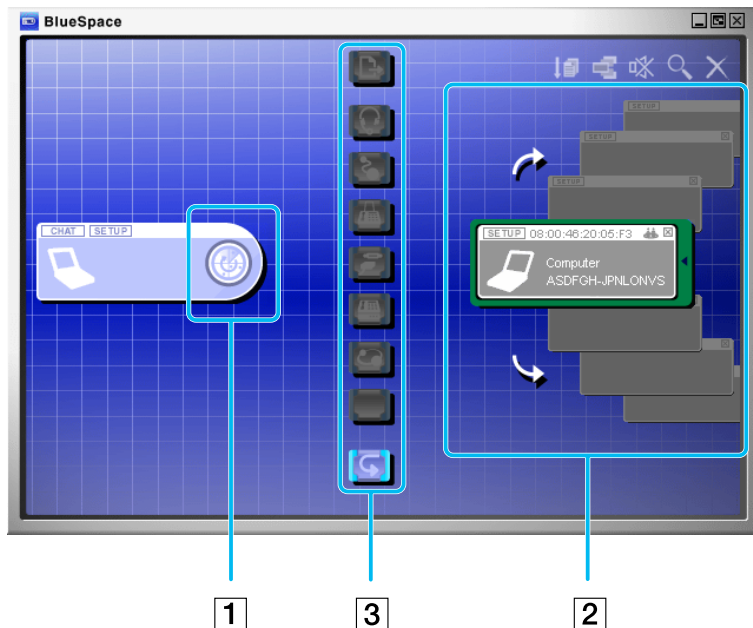 BlueSpace
SETUP
SETUP
SETUP
CHAT SETUP
SETUP 08:00:46:20:05:F3
Computer
ASDFGH-JPNLONVS
1 3 2